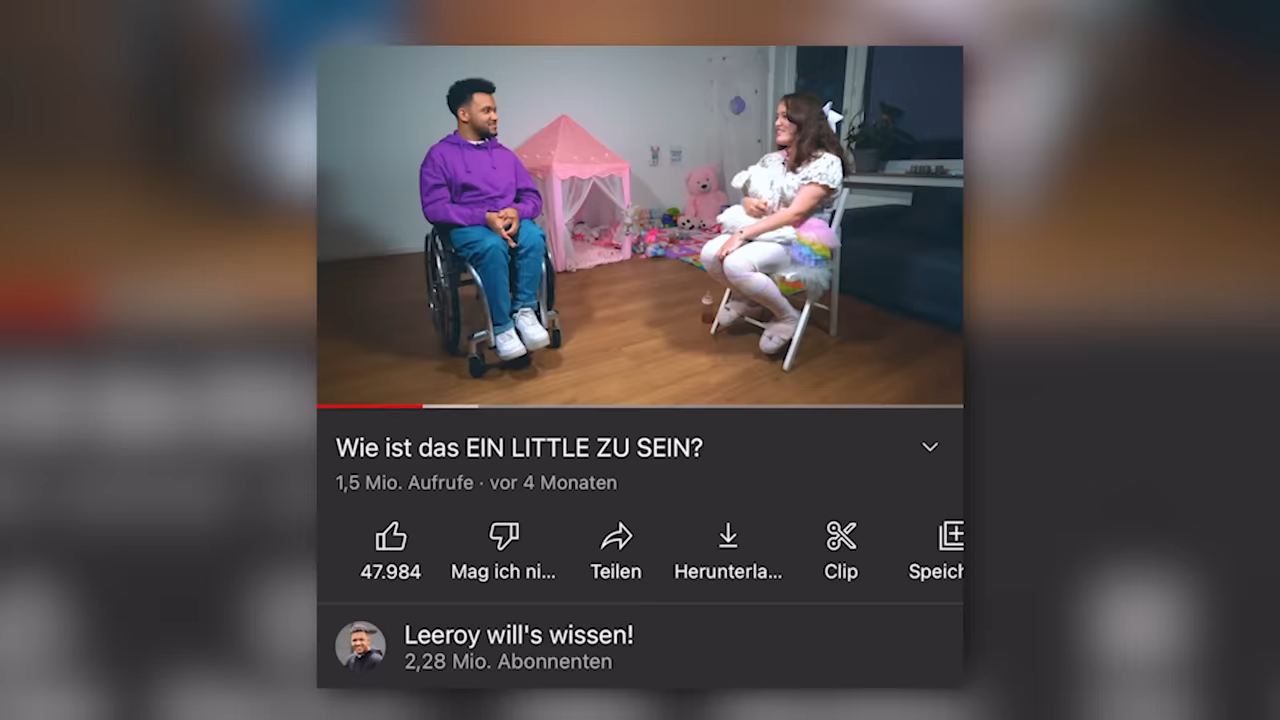 Wie ist das EIN LITTLE ZU SEIN?
1,5 Mio. Aufrufe · vor 4 Monaten
47.984 Mag ich ni... Teilen Herunterla... Clip Speich
Leeroy will's wissen!
2,28 Mio. Abonnenten